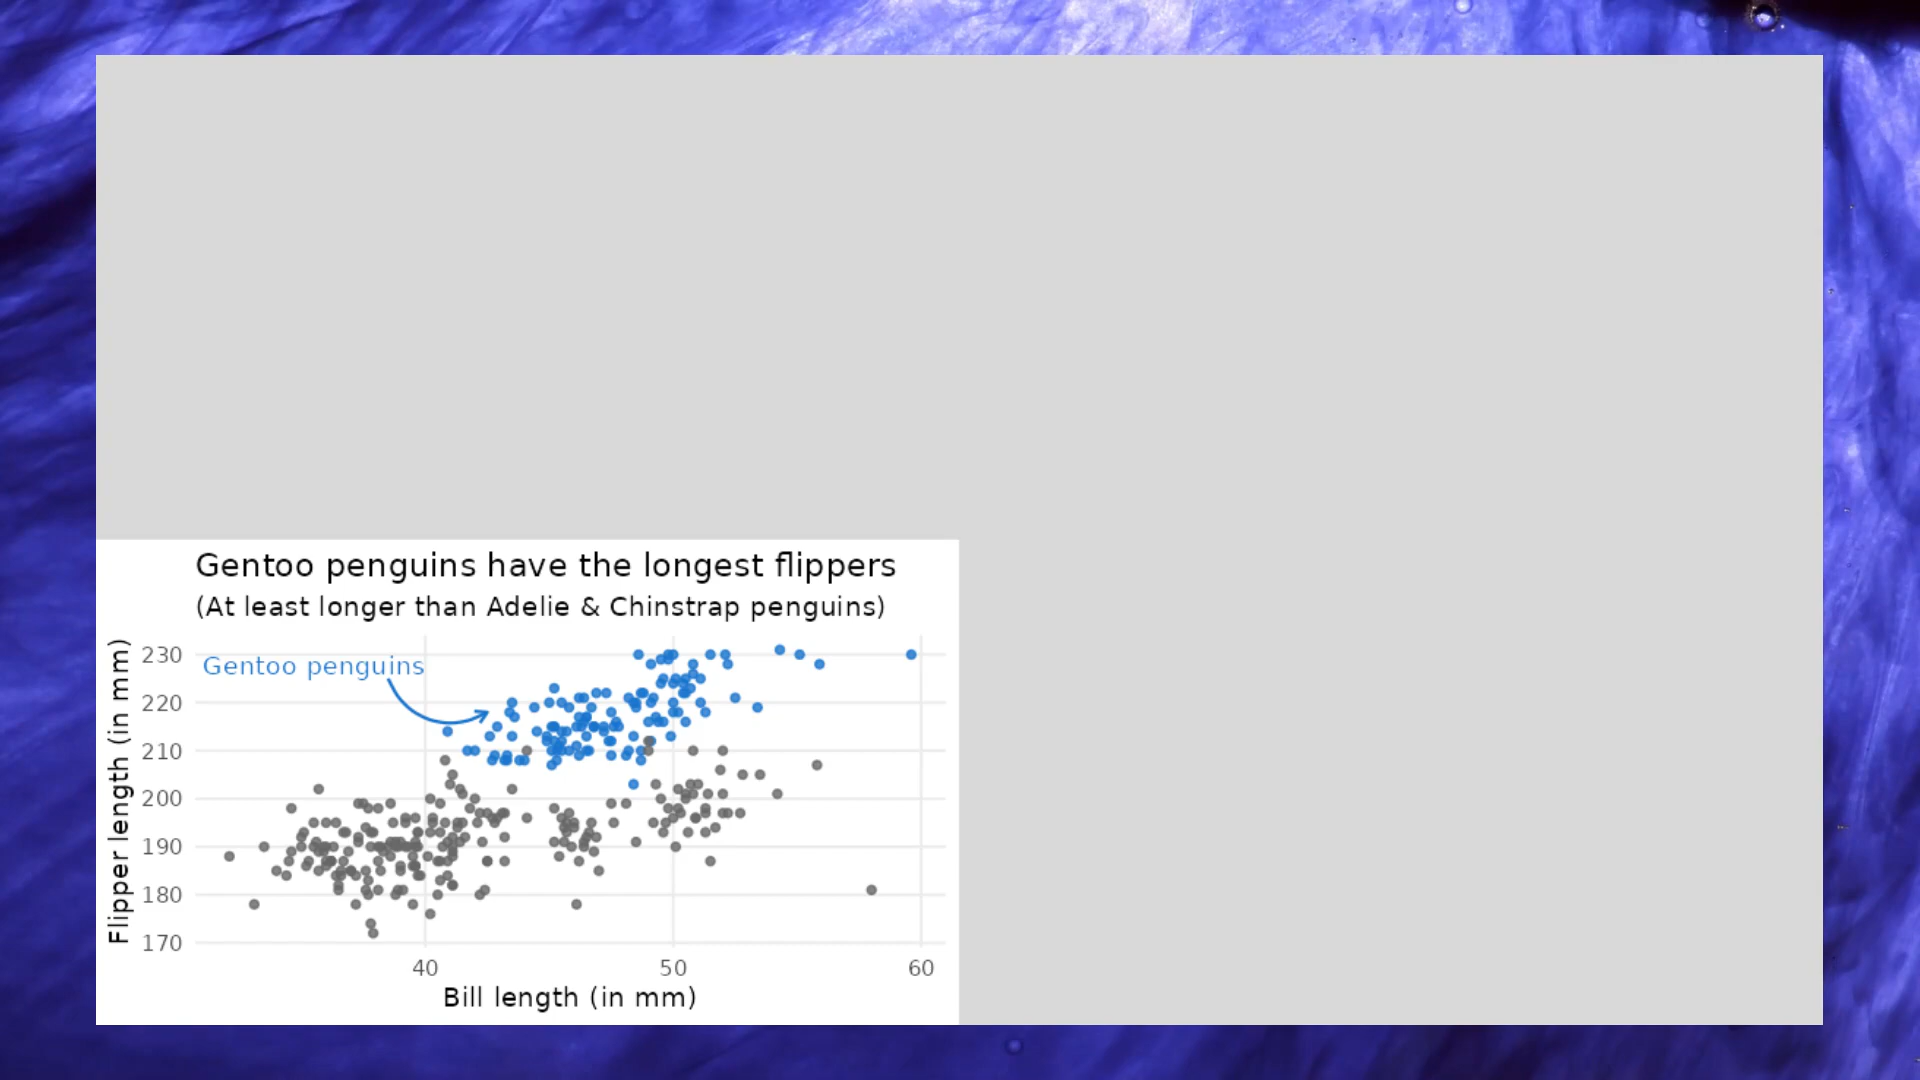 Gentoo penguins have the longest flippers
(At least longer than Adelie & Chinstrap penguins)
Flipper length (in mm)
230
220
210
200
190
180
170
Gentoo penguins
40 50 60
Bill length (in mm)